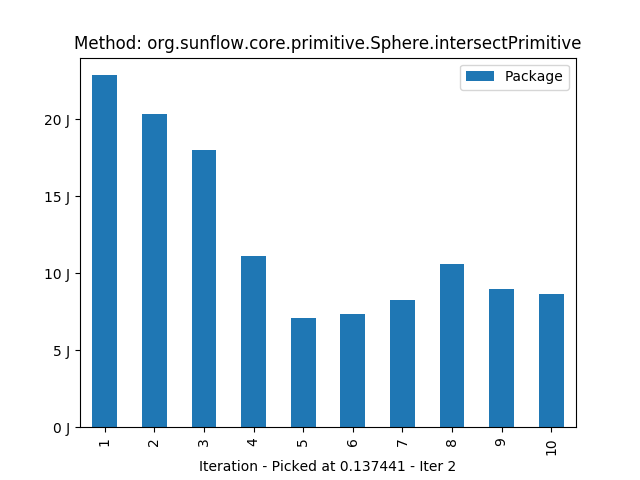 Method: org.sunflow.core.primitive.Sphere.intersectPrimitive
Package
20 J
15 J
10 J
5 J
0 J
1 2 3 4 5 6 7 8 9 10
Iteration - Picked at 0.137441 - Iter 2